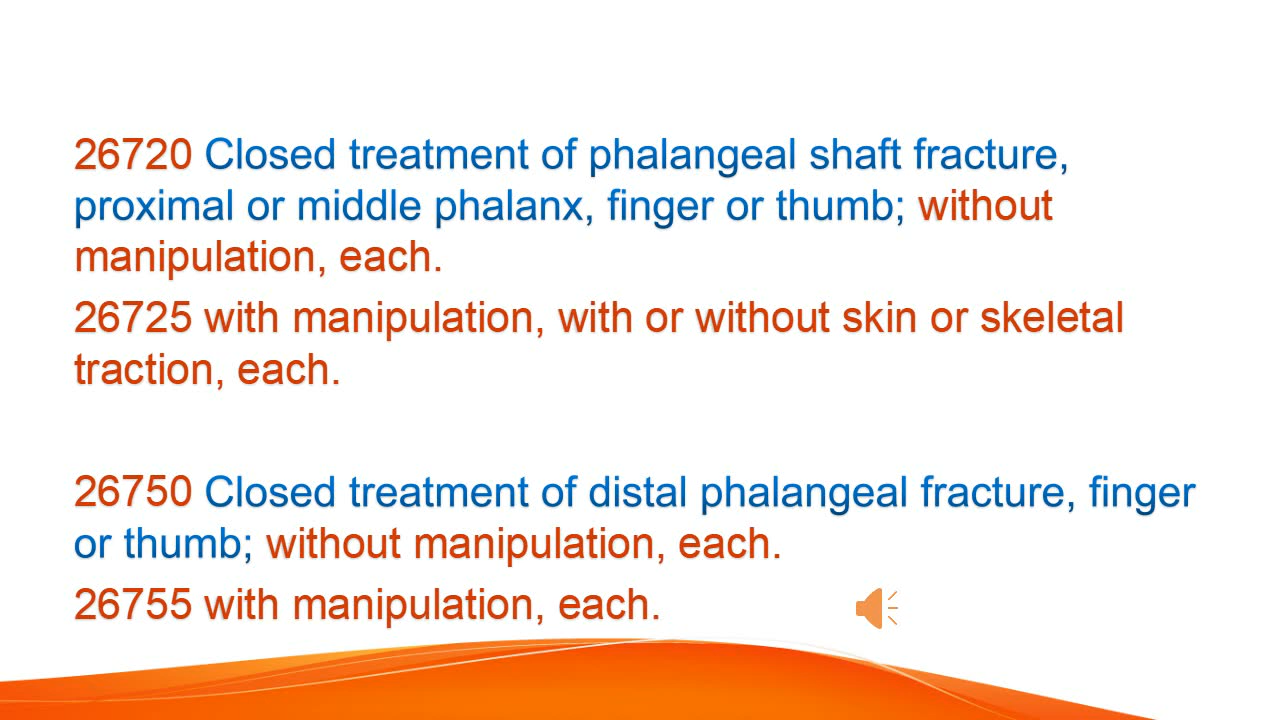 26720 Closed treatment of phalangeal shaft fracture,
proximal or middle phalanx, finger or thumb; without
manipulation, each.
26725 with manipulation, with or without skin or skeletal
traction, each.
26750 Closed treatment of distal phalangeal fracture, finger
or thumb; without manipulation, each.
26755 with manipulation, each.